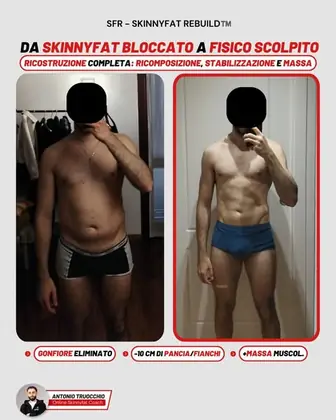 SFR – SKINNYFAT REBUILD™
DA SKINNYFAT BLOCCATO A FISICO SCOLPITO
RICOSTRUZIONE COMPLETA: RICOMPOSIZIONE, STABILIZZAZIONE E MASSA
GONFIORE ELIMINATO
-10 CM DI PANCIA/FIANCHI
+MASSA MUSCOL.
ANTONIO TRUOCCHIO
Online Skinnyfat Coach